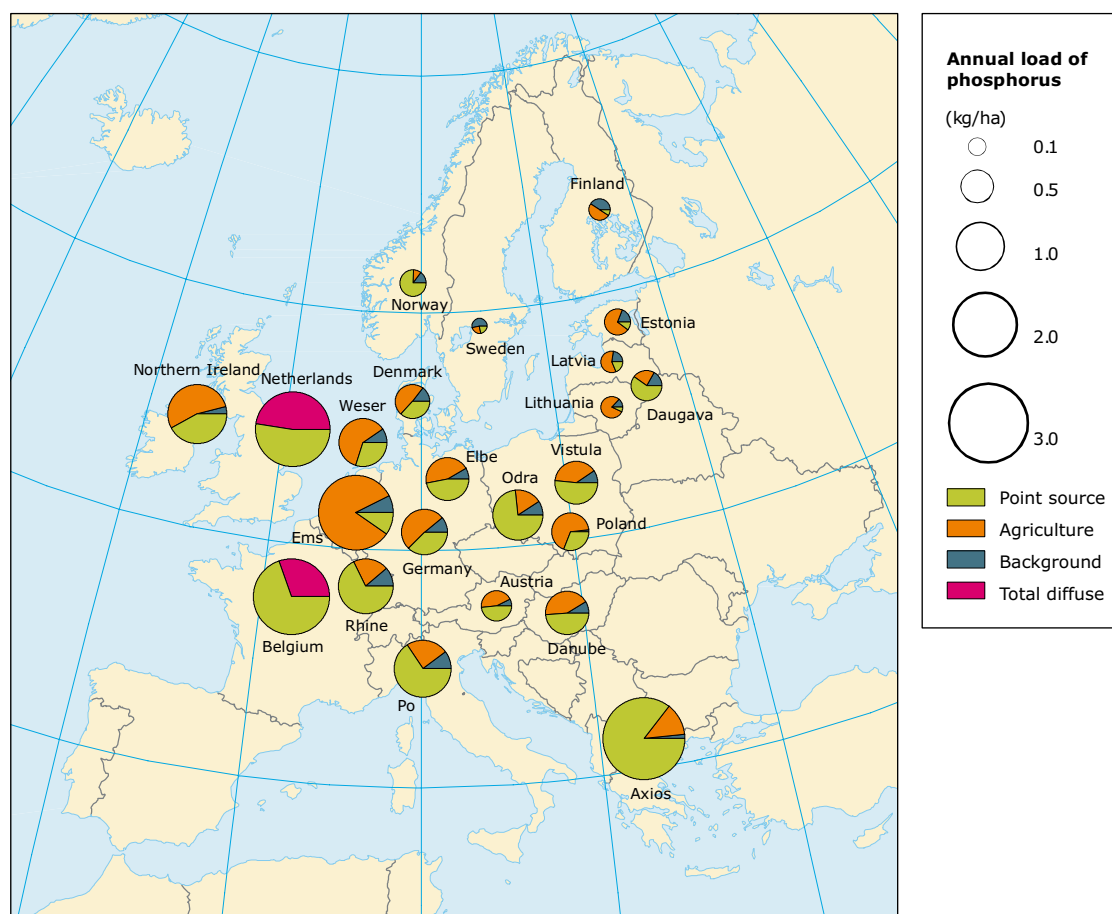 Finland
Norway
Estonia
Sweden
Latvia
Northern Ireland
Netherlands
Denmark
Lithuania
Daugava
Weser
Elbe
Vistula
Odra
Poland
Ems
Germany
Austria
Rhine
Belgium
Danube
Po
Axios
Annual load of
phosphorus
(kg/ha)
0.1
0.5
1.0
2.0
3.0
Point source
Agriculture
Background
Total diffuse